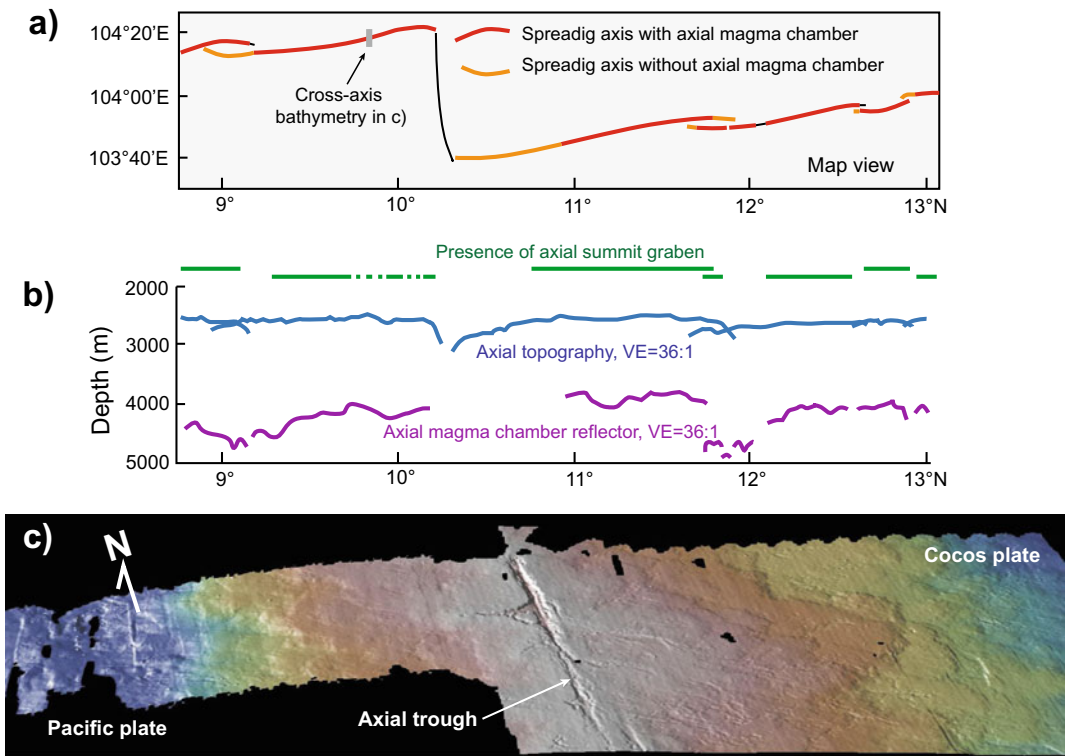 a)
104°20'E
104°00'E
103°40'E
Spreadig axis with axial magma chamber
Spreadig axis without axial magma chamber
Cross-axis
bathymetry in c)
Map view
9°
10°
11°
12°
13°N
Presence of axial summit graben
b)
2000
3000
4000
5000
Depth (m)
Axial topography, VE=36:1
Axial magma chamber reflector, VE=36:1
9°
10°
11°
12°
13°N
c)
N
Cocos plate
Axial trough
Pacific plate